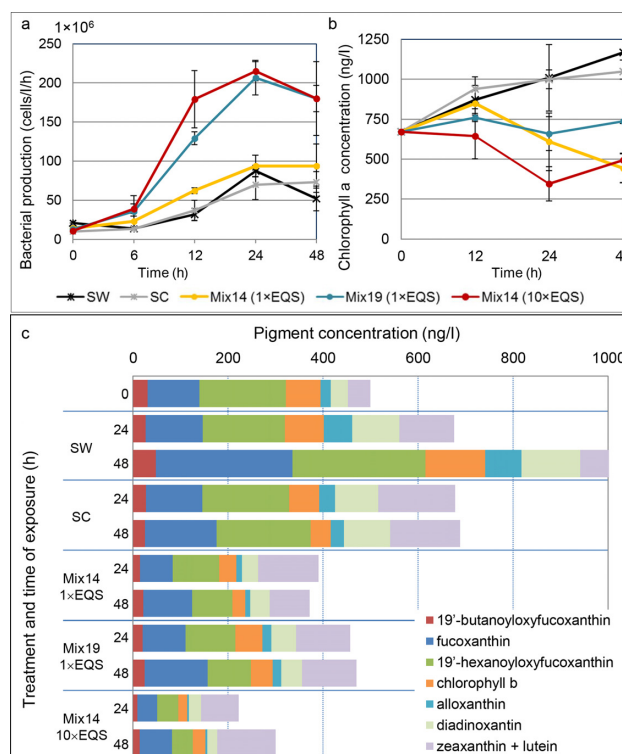 a
1×10⁶
Bacterial production (cells/l/h)
250
200
150
100
50
0
0 6 12 24 48
Time (h)
b
Chlorophyll a concentration (ng/l)
1250
1000
750
500
250
0
0 12 24
Time (h)
SW SC Mix14 (1×EQS) Mix19 (1×EQS) Mix14 (10×EQS)
c
Pigment concentration (ng/l)
0 200 400 600 800 1000
Treatment and time of exposure (h)
0
SW
24
48
SC
24
48
Mix14
1×EQS
24
48
Mix19
1×EQS
24
48
Mix14
10×EQS
24
48
19'-butanoyloxyfucoxanthin
fucoxanthin
19'-hexanoyloxyfucoxanthin
chlorophyll b
alloxanthin
diadinoxantin
zeaxanthin + lutein